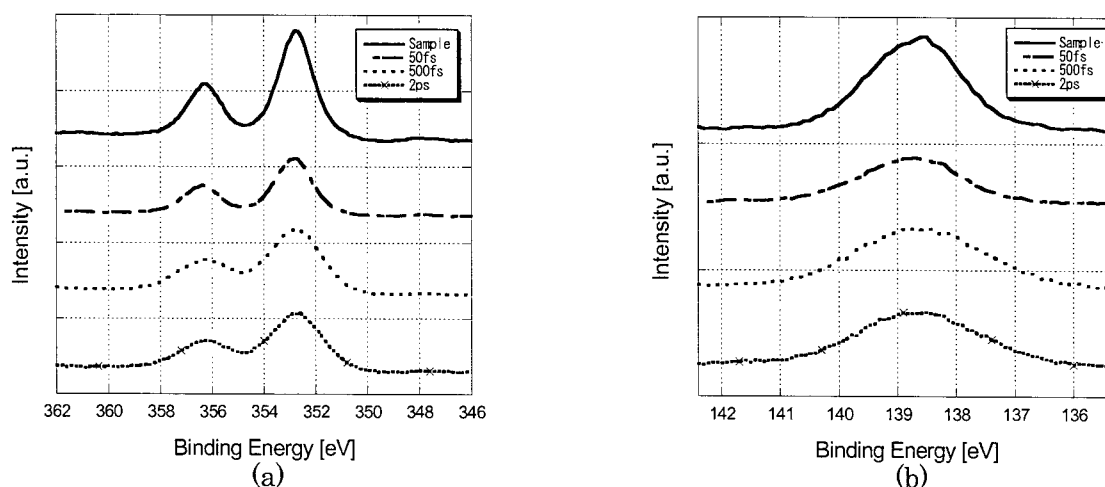 Intensity [a.u.]
Sample
50fs
500fs
2ps
362 360 358 356 354 352 350 348 346
Binding Energy [eV]
(a)
Intensity [a.u.]
Sample
50fs
500fs
2ps
142 141 140 139 138 137 136
Binding Energy [eV]
(b)